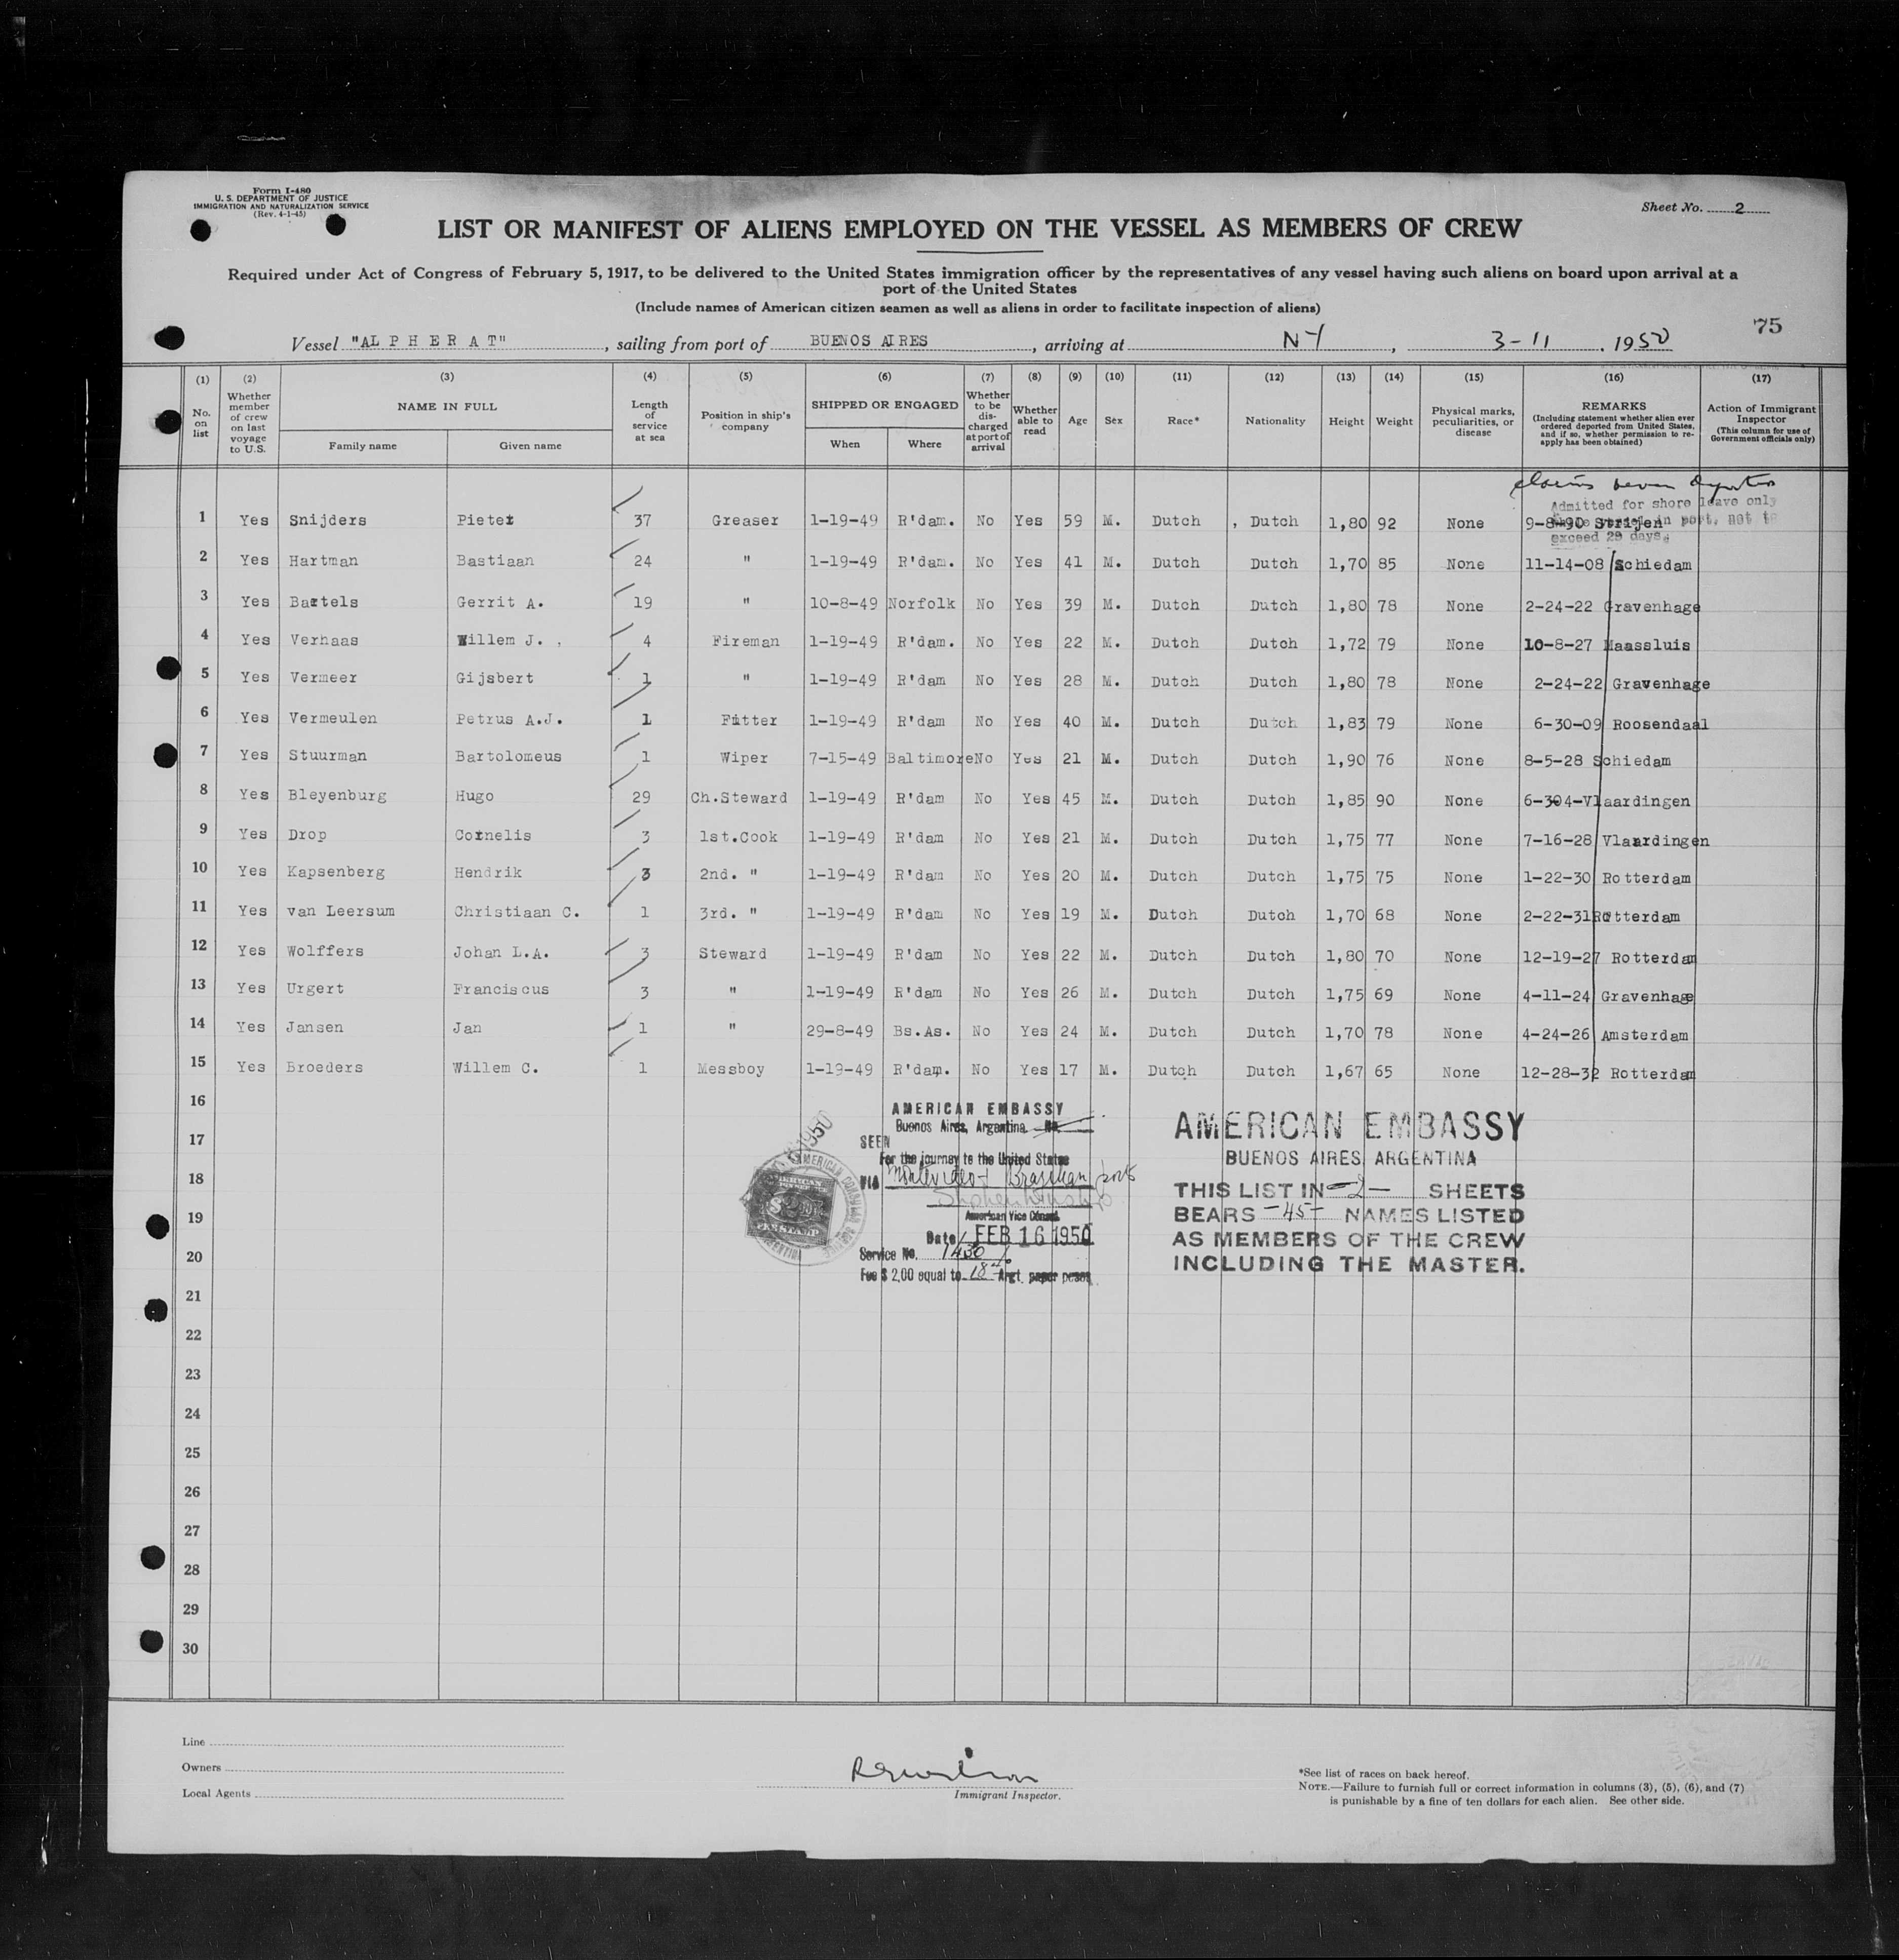 Form I-480
U. S. DEPARTMENT OF JUSTICE
IMMIGRATION AND NATURALIZATION SERVICE
(Rev. 4-1-45)
Sheet No. 2
LIST OR MANIFEST OF ALIENS EMPLOYED ON THE VESSEL AS MEMBERS OF CREW
Required under Act of Congress of February 5, 1917, to be delivered to the United States immigration officer by the representatives of any vessel having such aliens on board upon arrival at a
port of the United States
(Include names of American citizen seamen as well as aliens in order to facilitate inspection of aliens)
75
Vessel "AL P H E R A T", sailing from port of BUENOS AIRES, arriving at NY, 3-11, 1950
(1) (2) (3) (4) (5) (6) (7) (8) (9) (10) (11) (12) (13) (14) (15) (16) (17)
No. on list
Whether member of crew on last voyage to U.S.
NAME IN FULL
Family name Given name
Length of service at sea
Position in ship's company
SHIPPED OR ENGAGED
When Where
Whether to be discharged at port of arrival
Whether able to read
Age
Sex
Race*
Nationality
Height
Weight
Physical marks, peculiarities, or disease
REMARKS
(Including statement whether alien ever ordered deported from United States, and if so, whether permission to re-apply has been obtained)
Action of Immigrant Inspector
(This column for use of Government officials only)
Admitted for shore leave only
in port, not to
exceed 29 days.
1 Yes Snijders Pieter 37 Greaser 1-19-49 R'dam. No Yes 59 M. Dutch , Dutch 1,80 92 None 9-8-90 Strijen
2 Yes Hartman Bastiaan 24 " 1-19-49 R'dam. No Yes 41 M. Dutch Dutch 1,70 85 None 11-14-08 Schiedam
3 Yes Bartels Gerrit A. 19 " 10-8-49 Norfolk No Yes 39 M. Dutch Dutch 1,80 78 None 2-24-22 Gravenhage
4 Yes Verhaas Willem J. 4 Fireman 1-19-49 R'dam. No Yes 22 M. Dutch Dutch 1,72 79 None 10-8-27 Maassluis
5 Yes Vermeer Gijsbert 1 " 1-19-49 R'dam No Yes 28 M. Dutch Dutch 1,80 78 None 2-24-22 Gravenhage
6 Yes Vermeulen Petrus A.J. 1 Fitter 1-19-49 R'dam No Yes 40 M. Dutch Dutch 1,83 79 None 6-30-09 Roosendaal
7 Yes Stuurman Bartolomeus 1 Wiper 7-15-49 Baltimore No Yes 21 M. Dutch Dutch 1,90 76 None 8-5-28 Schiedam
8 Yes Bleyenburg Hugo 29 Ch.Steward 1-19-49 R'dam No Yes 45 M. Dutch Dutch 1,85 90 None 6-304-Vlaardingen
9 Yes Drop Cornelis 3 1st.Cook 1-19-49 R'dam No Yes 21 M. Dutch Dutch 1,75 77 None 7-16-28 Vlaardingen
10 Yes Kapsenberg Hendrik 3 2nd. " 1-19-49 R'dam No Yes 20 M. Dutch Dutch 1,75 75 None 1-22-30 Rotterdam
11 Yes van Leersum Christiaan C. 1 3rd. " 1-19-49 R'dam No Yes 19 M. Dutch Dutch 1,70 68 None 2-22-31 Rotterdam
12 Yes Wolffers Johan L.A. 3 Steward 1-19-49 R'dam No Yes 22 M. Dutch Dutch 1,80 70 None 12-19-27 Rotterdam
13 Yes Urgert Franciscus 3 " 1-19-49 R'dam No Yes 26 M. Dutch Dutch 1,75 69 None 4-11-24 Gravenhage
14 Yes Jansen Jan 1 " 29-8-49 Bs.As. No Yes 24 M. Dutch Dutch 1,70 78 None 4-24-26 Amsterdam
15 Yes Broeders Willem C. 1 Messboy 1-19-49 R'dam. No Yes 17 M. Dutch Dutch 1,67 65 None 12-28-32 Rotterdam
16
17
18
19
20
21
22
23
24
25
26
27
28
29
30
AMERICAN EMBASSY
Buenos Aires, Argentina
SEEN
For the journey to the United States
VIA Montevideo + Brazilian ports
American Vice Consul
Date FEB 16 1950
Service No. 1430
Fee $ 2.00 equal to 18 Argt. paper pesos
AMERICAN EMBASSY
BUENOS AIRES, ARGENTINA
THIS LIST IN -2- SHEETS
BEARS -45- NAMES LISTED
AS MEMBERS OF THE CREW
INCLUDING THE MASTER.
Line
Owners
Local Agents
Immigrant Inspector.
*See list of races on back hereof.
NOTE.—Failure to furnish full or correct information in columns (3), (5), (6), and (7)
is punishable by a fine of ten dollars for each alien. See other side.